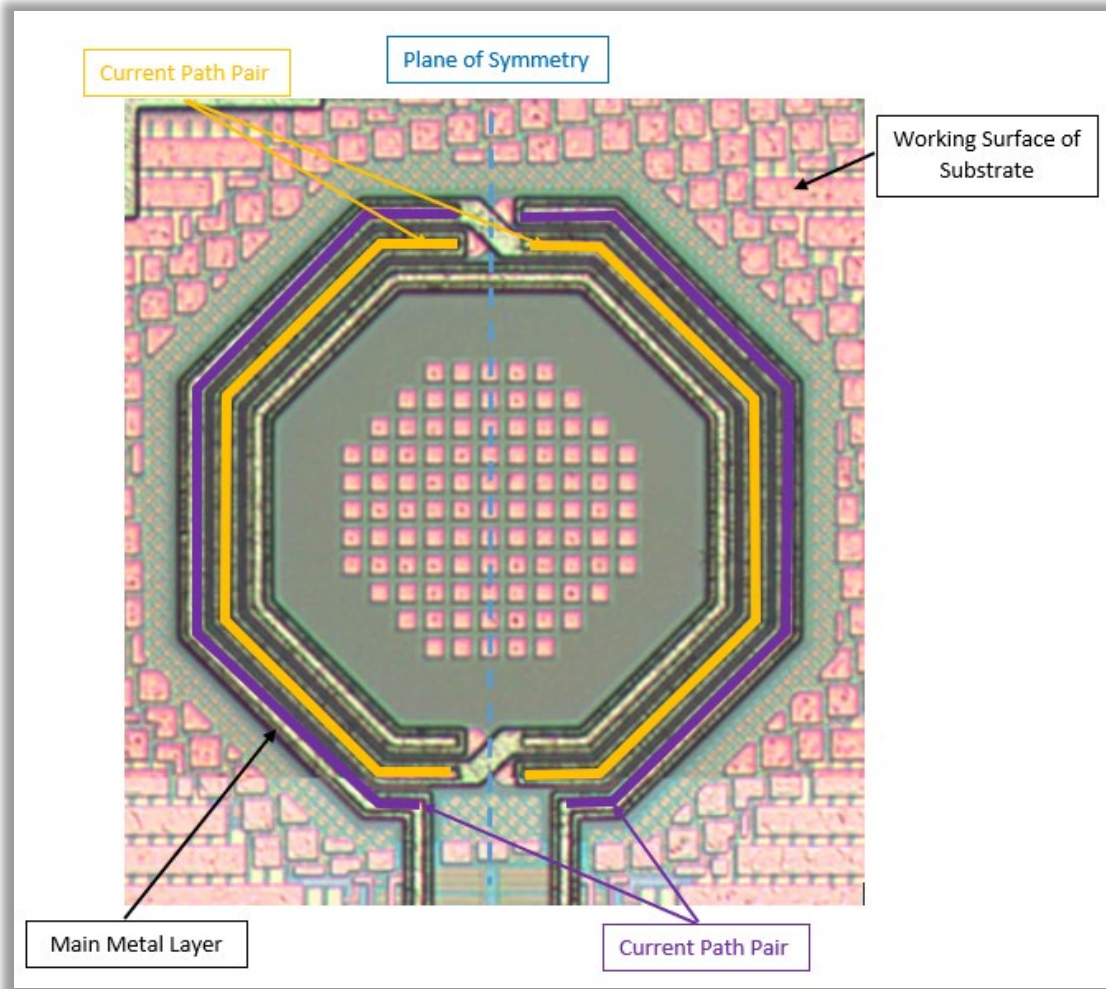 Plane of Symmetry
Current Path Pair
Working Surface of
Substrate
Main Metal Layer
Current Path Pair